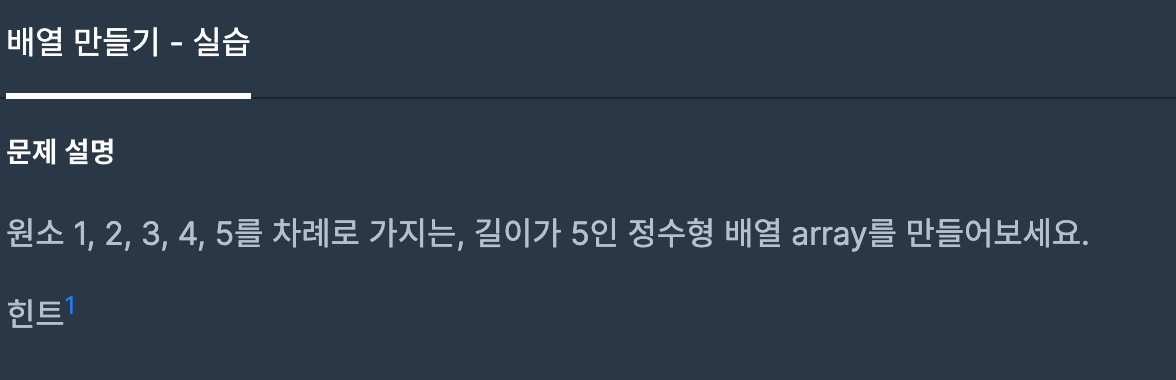 배열 만들기 - 실습
문제 설명
원소 1, 2, 3, 4, 5를 차례로 가지는, 길이가 5인 정수형 배열 array를 만들어보세요.
힌트1